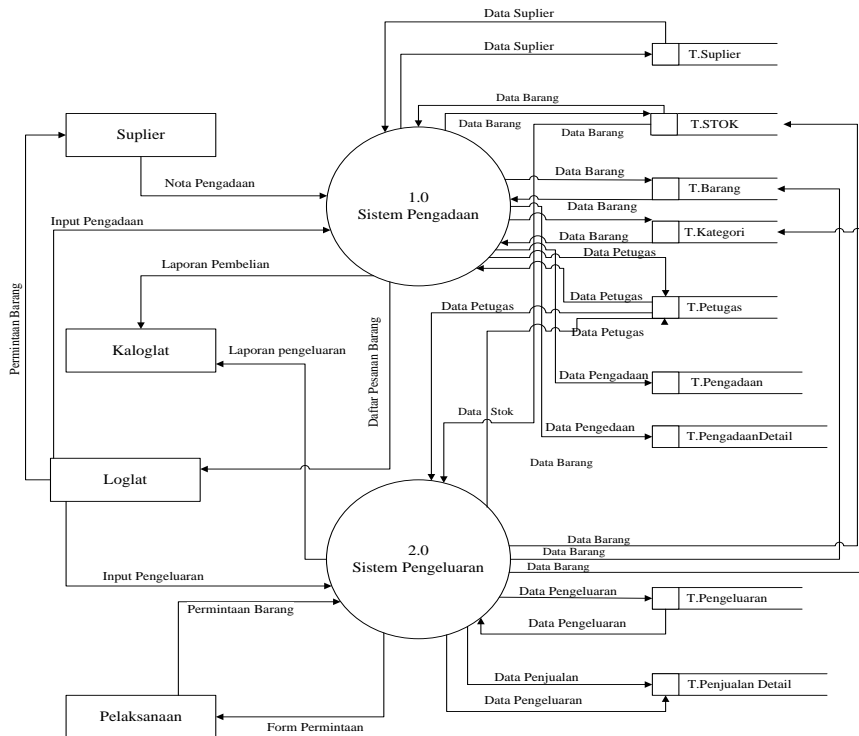 Data Suplier
Data Suplier
T.Suplier
Data Barang
Data Barang
T.STOK
Data Barang
Suplier
Nota Pengadaan
1.0
Sistem Pengadaan
Data Barang
T.Barang
Data Barang
Input Pengadaan
T.Kategori
Data Barang
Data Petugas
Laporan Pembelian
Data Petugas
Data Petugas
T.Petugas
Data Petugas
Permintaan Barang
Kaloglat
Laporan pengeluaran
Daftar Pesanan Barang
Data Pengadaan
T.Pengadaan
Data Stok
Data Pengedaan
T.PengadaanDetail
Data Barang
Loglat
2.0
Sistem Pengeluaran
Data Barang
Data Barang
Data Barang
Input Pengeluaran
Data Pengeluaran
T.Pengeluaran
Permintaan Barang
Data Pengeluaran
Data Penjualan
T.Penjualan Detail
Data Pengeluaran
Pelaksanaan
Form Permintaan